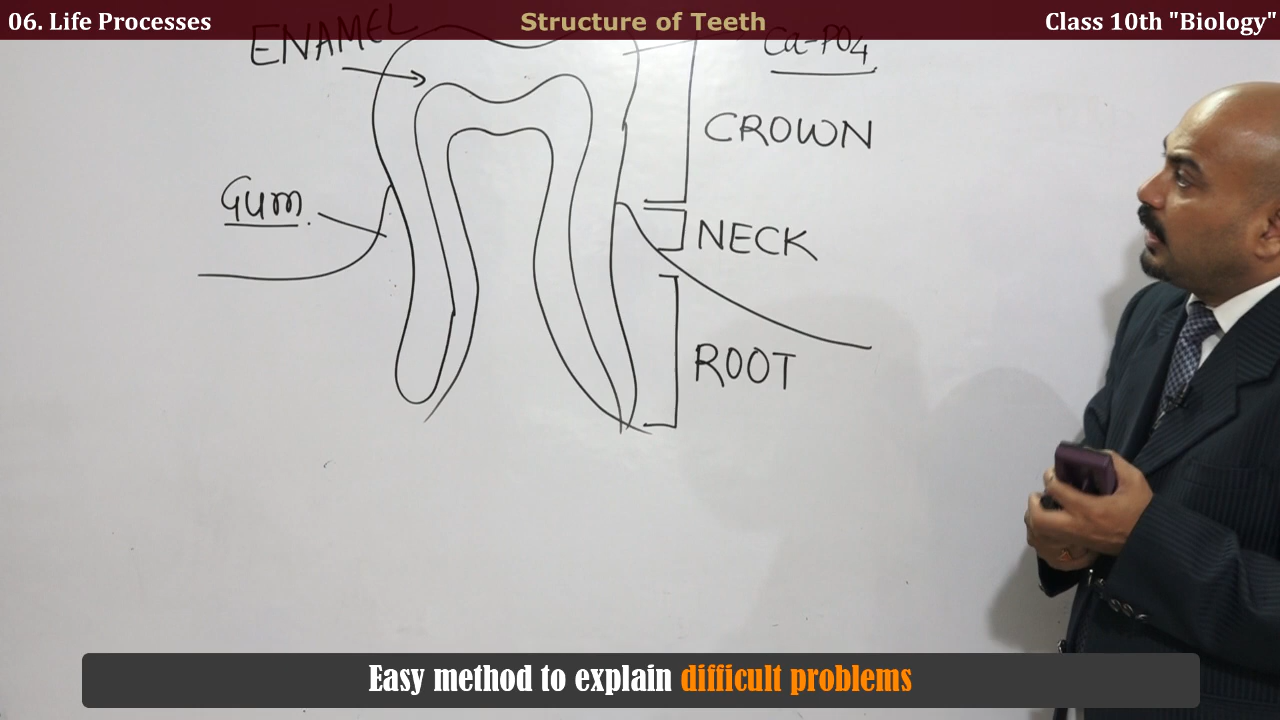 06. Life Processes
Structure of Teeth
Class 10th "Biology"
ENAMEL
Ca-PO4
CROWN
Gum.
NECK
ROOT
Easy method to explain difficult problems